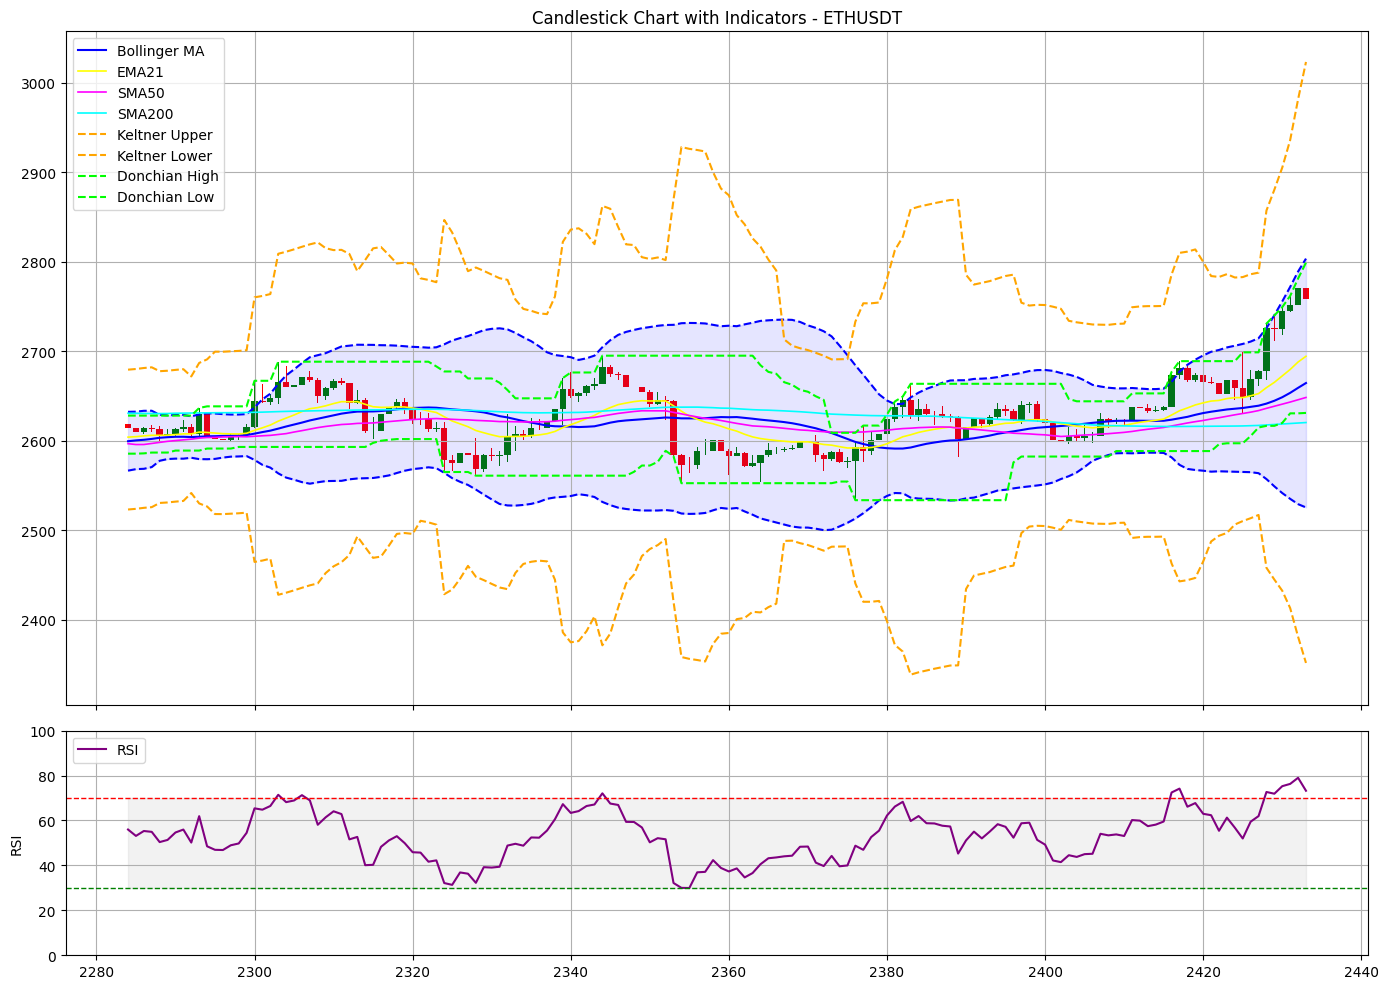 Candlestick Chart with Indicators - ETHUSDT
Bollinger MA
EMA21
SMA50
SMA200
Keltner Upper
Keltner Lower
Donchian High
Donchian Low
3000
2900
2800
2700
2600
2500
2400
RSI
100
80
60
40
20
0
RSI
2280
2300
2320
2340
2360
2380
2400
2420
2440